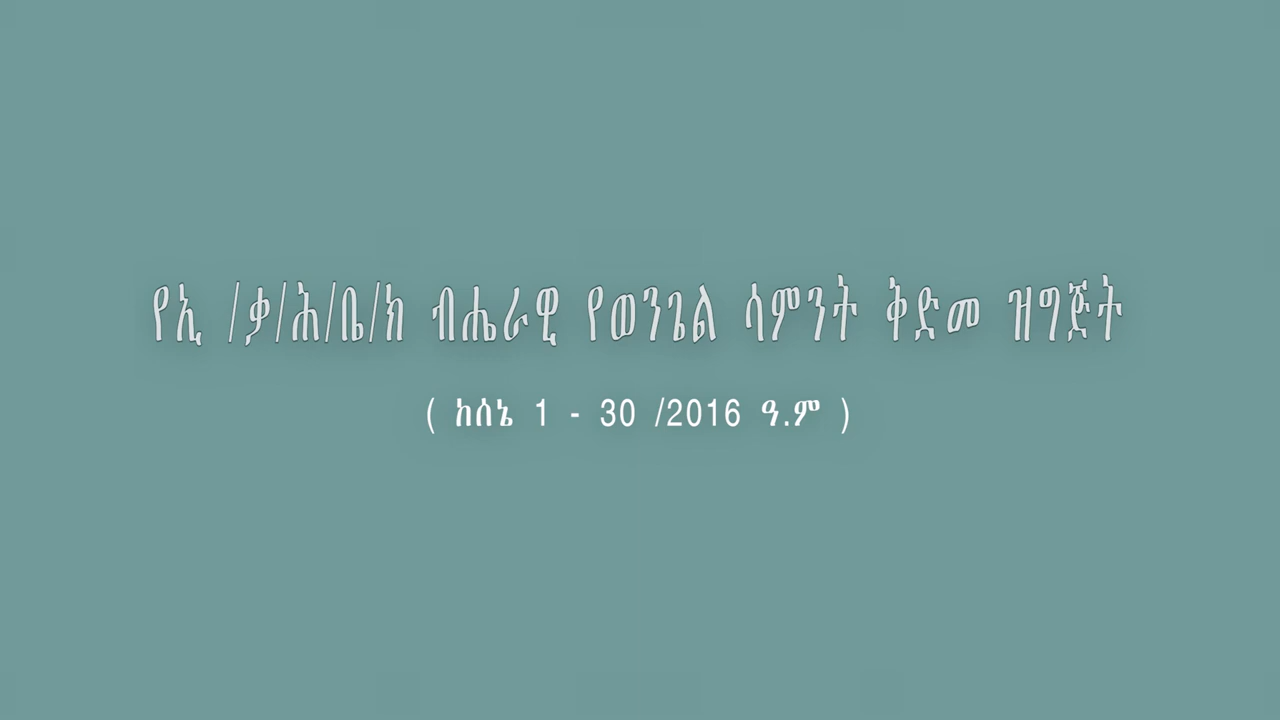 የኢ /ቃ/ሕ/ቤ/ክ ብሔራዊ የወንጌል ሳምንት ቅድመ ዝግጅት
( ከሰኔ 1 - 30 /2016 ዓ.ም )